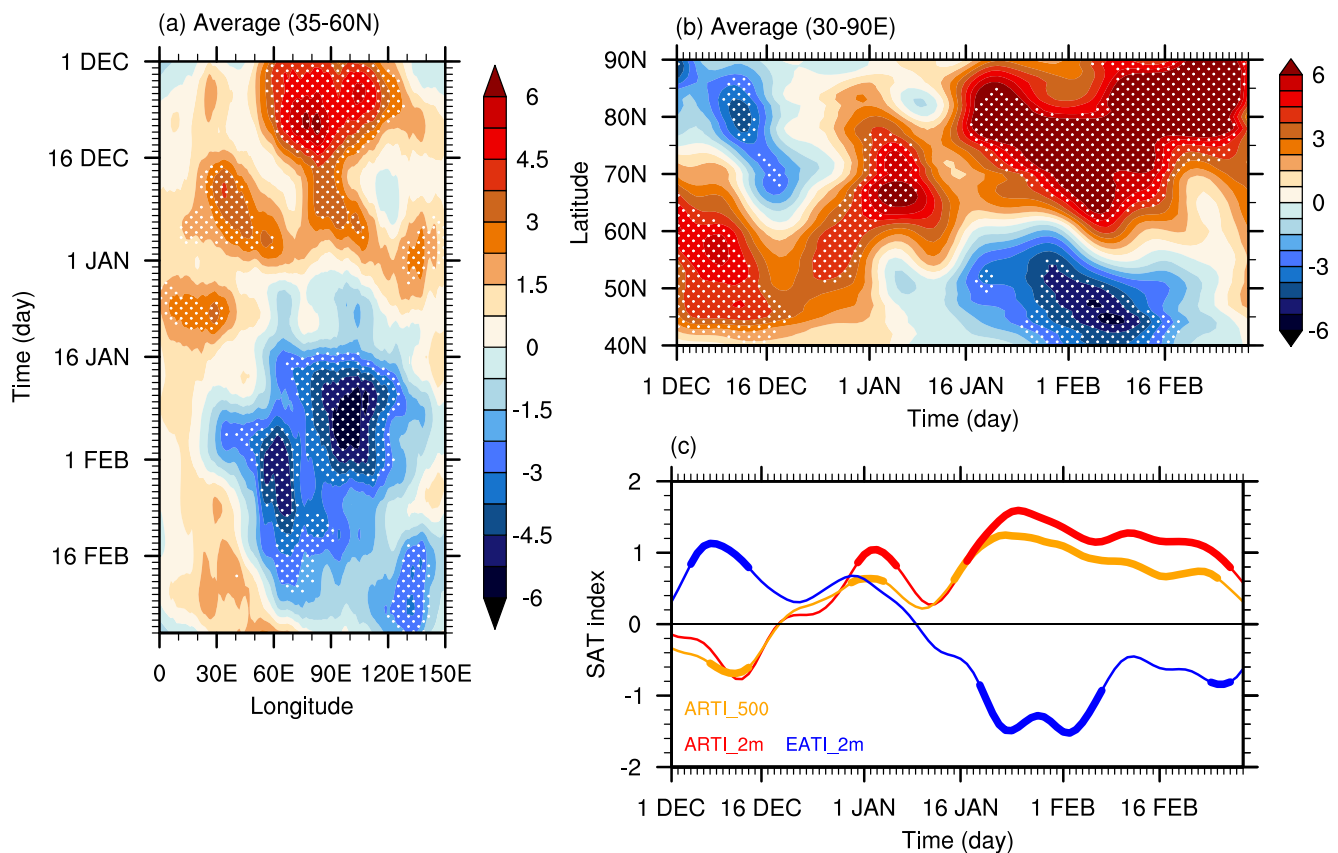 (a) Average (35-60N)
1 DEC
16 DEC
1 JAN
16 JAN
1 FEB
16 FEB
Time (day)
0 30E 60E 90E 120E 150E
Longitude
6
4.5
3
1.5
0
-1.5
-3
-4.5
-6
(b) Average (30-90E)
90N
80N
70N
60N
50N
40N
Latitude
1 DEC 16 DEC 1 JAN 16 JAN 1 FEB 16 FEB
Time (day)
6
3
0
-3
-6
(c)
2
1
0
-1
-2
SAT index
ARTI_500
ARTI_2m EATI_2m
1 DEC 16 DEC 1 JAN 16 JAN 1 FEB 16 FEB
Time (day)